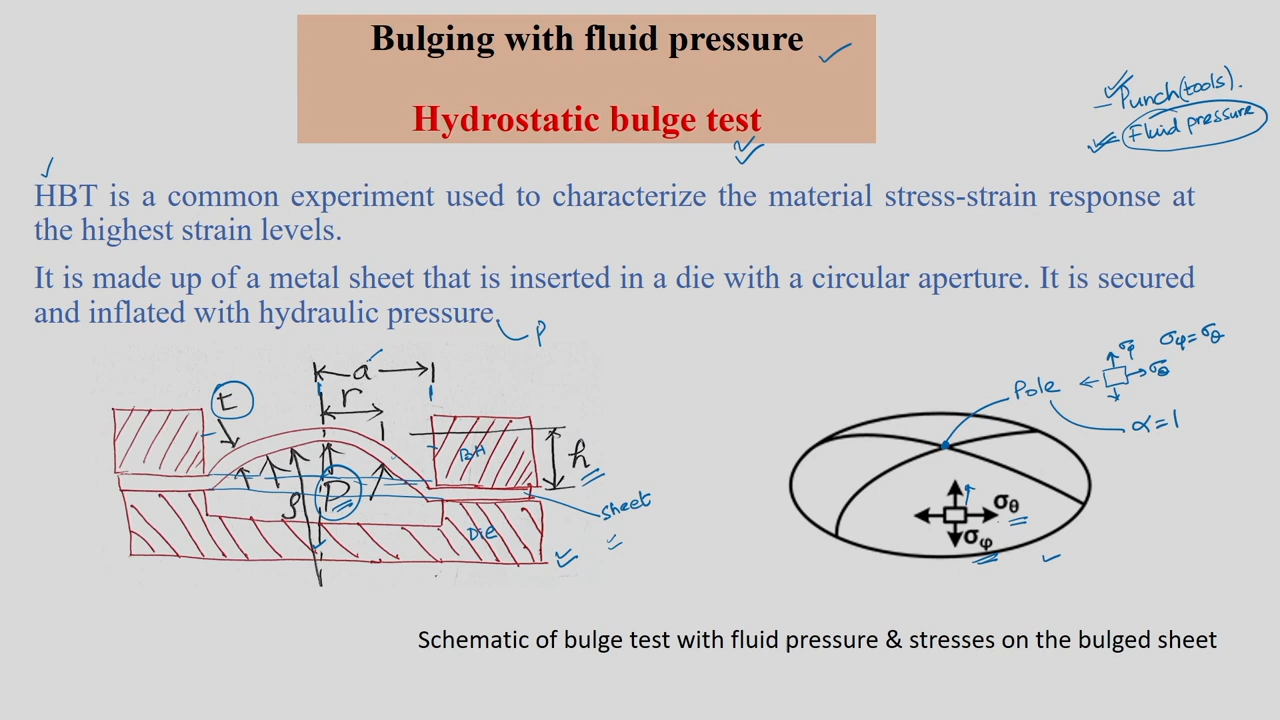 Bulging with fluid pressure
Hydrostatic bulge test
Punch(tools).
Fluid pressure
HBT is a common experiment used to characterize the material stress-strain response at
the highest strain levels.
It is made up of a metal sheet that is inserted in a die with a circular aperture. It is secured
and inflated with hydraulic pressure.
P
a
t
r
BH
h
P
ρ
sheet
Die
Pole
σφ
σθ
σφ=σθ
α=1
σθ
σφ
Schematic of bulge test with fluid pressure & stresses on the bulged sheet